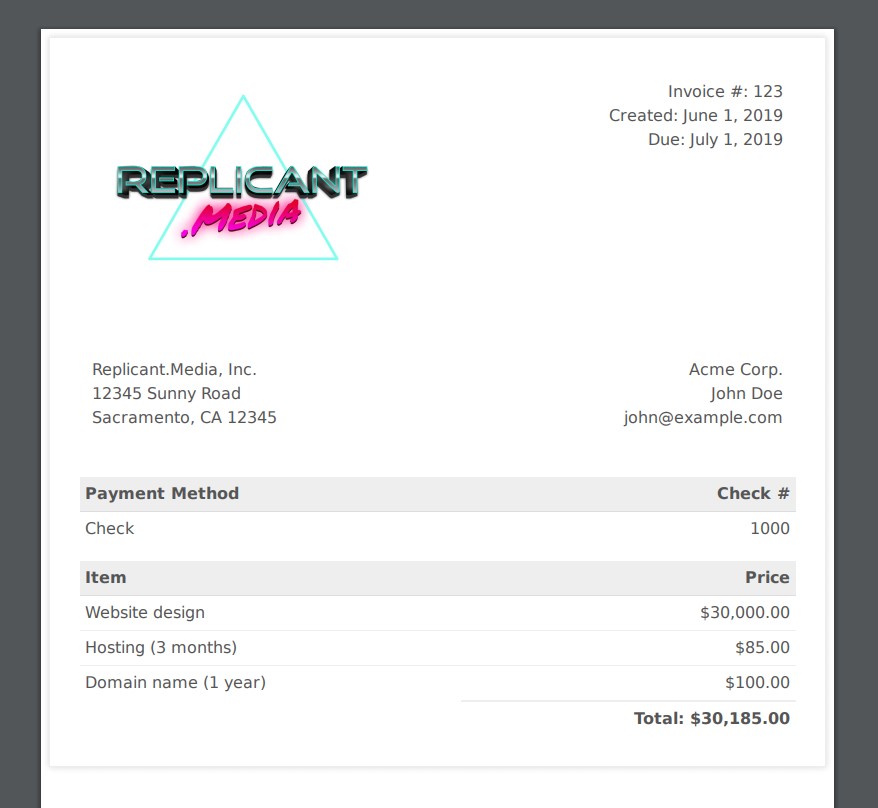 REPLICANT
.MEDIA
Invoice #: 123
Created: June 1, 2019
Due: July 1, 2019
Replicant.Media, Inc.
12345 Sunny Road
Sacramento, CA 12345
Acme Corp.
John Doe
john@example.com
Payment Method Check #
Check 1000
Item Price
Website design $30,000.00
Hosting (3 months) $85.00
Domain name (1 year) $100.00
Total: $30,185.00